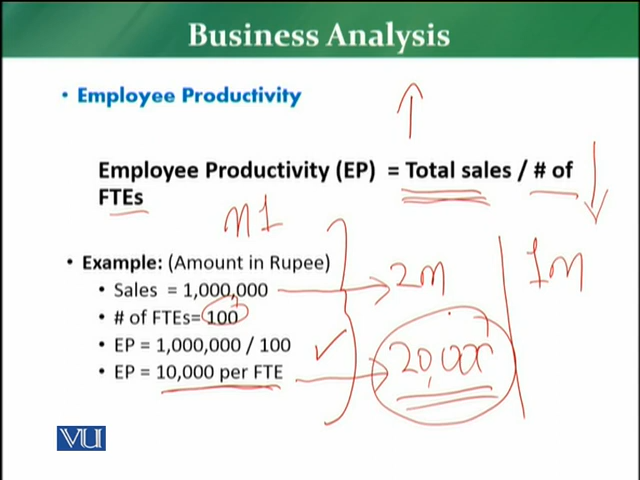 Business Analysis
• Employee Productivity
Employee Productivity (EP) = Total sales / # of
FTEs
• Example: (Amount in Rupee)
• Sales = 1,000,000
2m
1m
• # of FTEs= 100
• EP = 1,000,000 / 100
• EP = 10,000 per FTE
20,000
VU